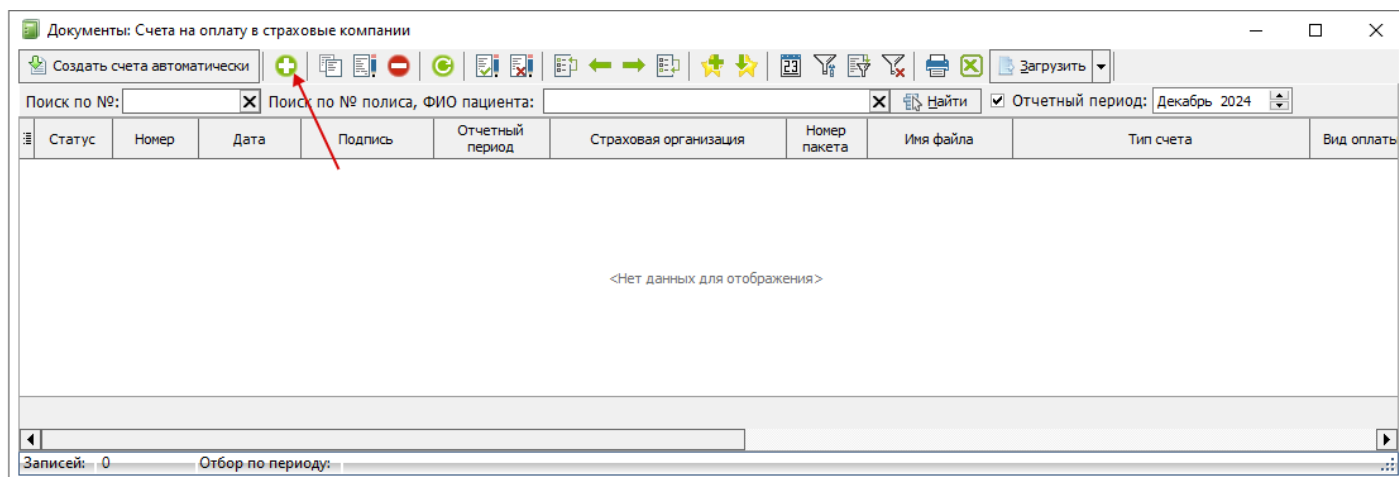 Документы: Счета на оплату в страховые компании
Создать счета автоматически 23 Загрузить
Поиск по №: Поиск по № полиса, ФИО пациента: Найти Отчетный период: Декабрь 2024
Статус Номер Дата Подпись Отчетный период Страховая организация Номер пакета Имя файла Тип счета Вид оплаты
<Нет данных для отображения>
Записей: 0 Отбор по периоду: